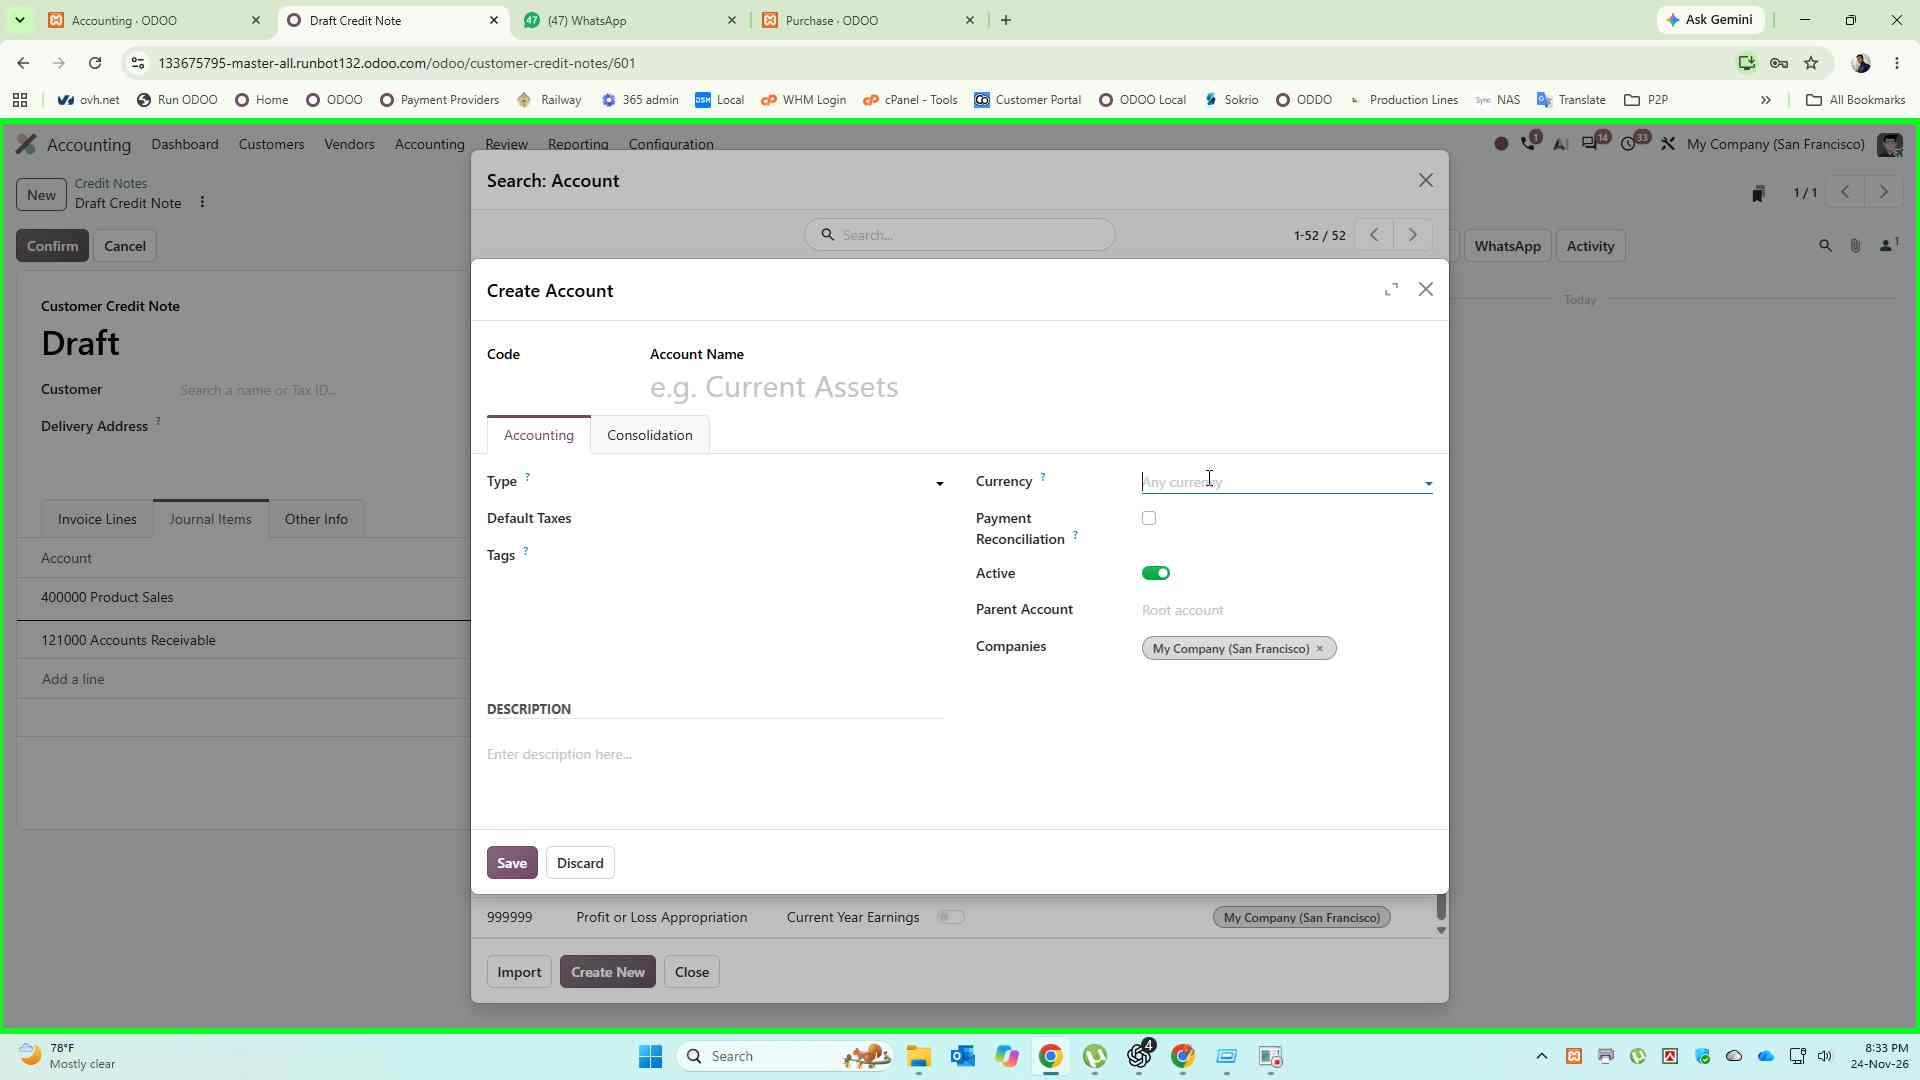 Accounting · ODOO
Draft Credit Note
(47) WhatsApp
Purchase · ODOO
Ask Gemini
133675795-master-all.runbot132.odoo.com/odoo/customer-credit-notes/601
ovh.net
Run ODOO
Home
ODOO
Payment Providers
Railway
365 admin
Local
WHM Login
cPanel - Tools
Customer Portal
ODOO Local
Sokrio
ODDO
Production Lines
NAS
Translate
P2P
All Bookmarks
Accounting
Dashboard
Customers
Vendors
Accounting
Review
Reporting
Configuration
1
14
33
My Company (San Francisco)
New
Credit Notes
Draft Credit Note
1 / 1
Confirm
Cancel
WhatsApp
Activity
1
Today
Customer Credit Note
Draft
Customer
Search a name or Tax ID...
Delivery Address ?
Invoice Lines
Journal Items
Other Info
Account
400000 Product Sales
121000 Accounts Receivable
Add a line
Search: Account
Search...
1-52 / 52
Create Account
Code
Account Name
e.g. Current Assets
Accounting
Consolidation
Type ?
Default Taxes
Tags ?
Currency ?
Any currency
Payment
Reconciliation ?
Active
Parent Account
Root account
Companies
My Company (San Francisco)
DESCRIPTION
Enter description here...
Save
Discard
999999
Profit or Loss Appropriation
Current Year Earnings
My Company (San Francisco)
Import
Create New
Close
78°F
Mostly clear
Search
4
8:33 PM
24-Nov-26